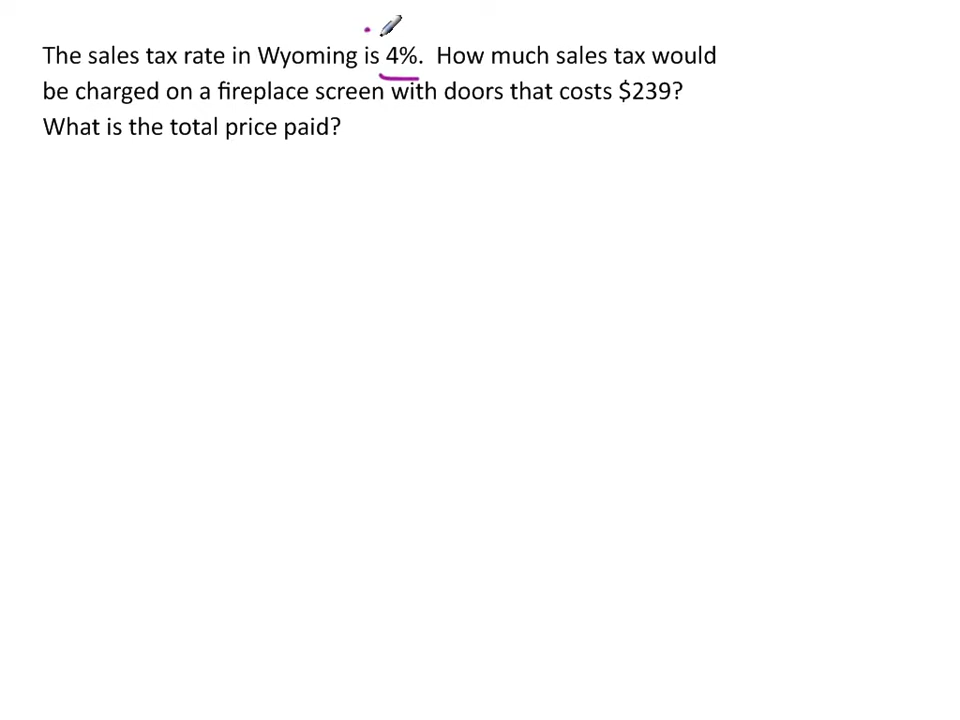 The sales tax rate in Wyoming is 4%.  How much sales tax would
be charged on a fireplace screen with doors that costs $239?
What is the total price paid?